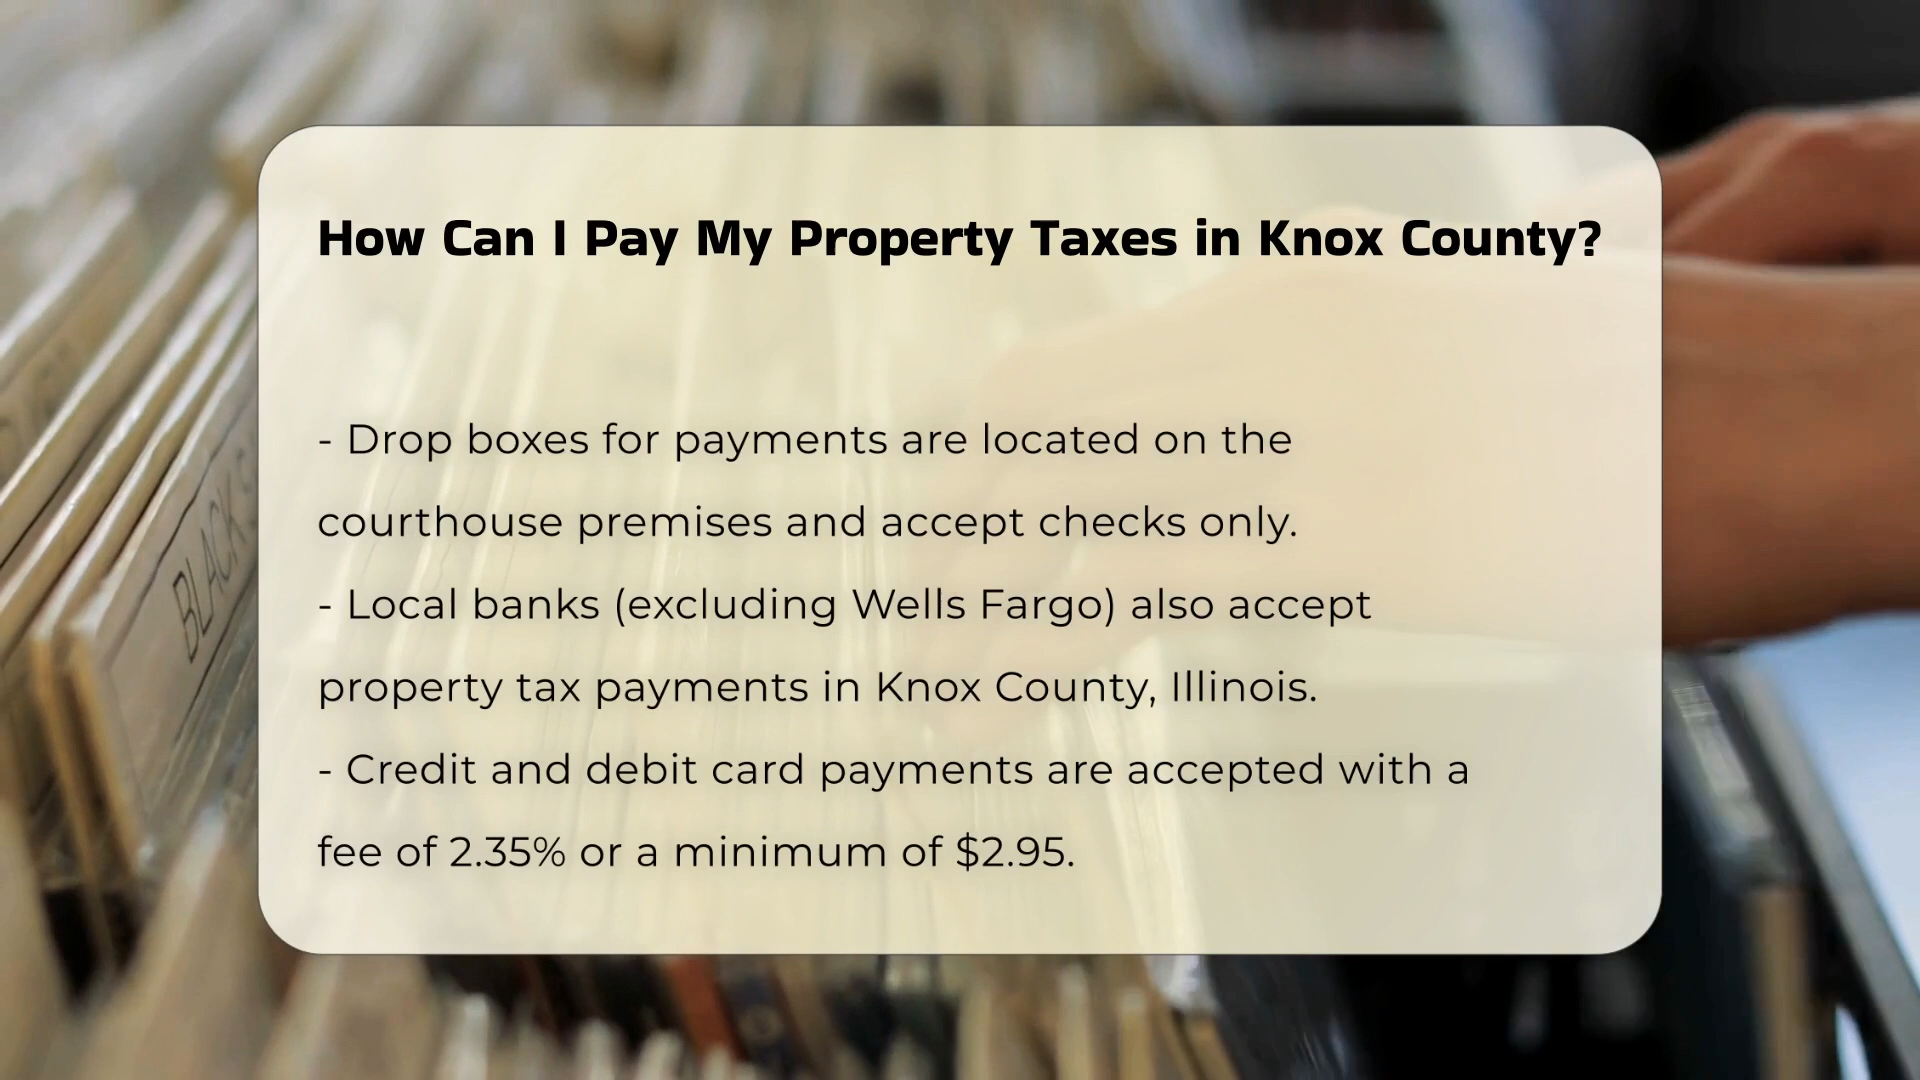 How Can I Pay My Property Taxes in Knox County?
- Drop boxes for payments are located on the
courthouse premises and accept checks only.
- Local banks (excluding Wells Fargo) also accept
property tax payments in Knox County, Illinois.
- Credit and debit card payments are accepted with a
fee of 2.35% or a minimum of $2.95.
BLACK S